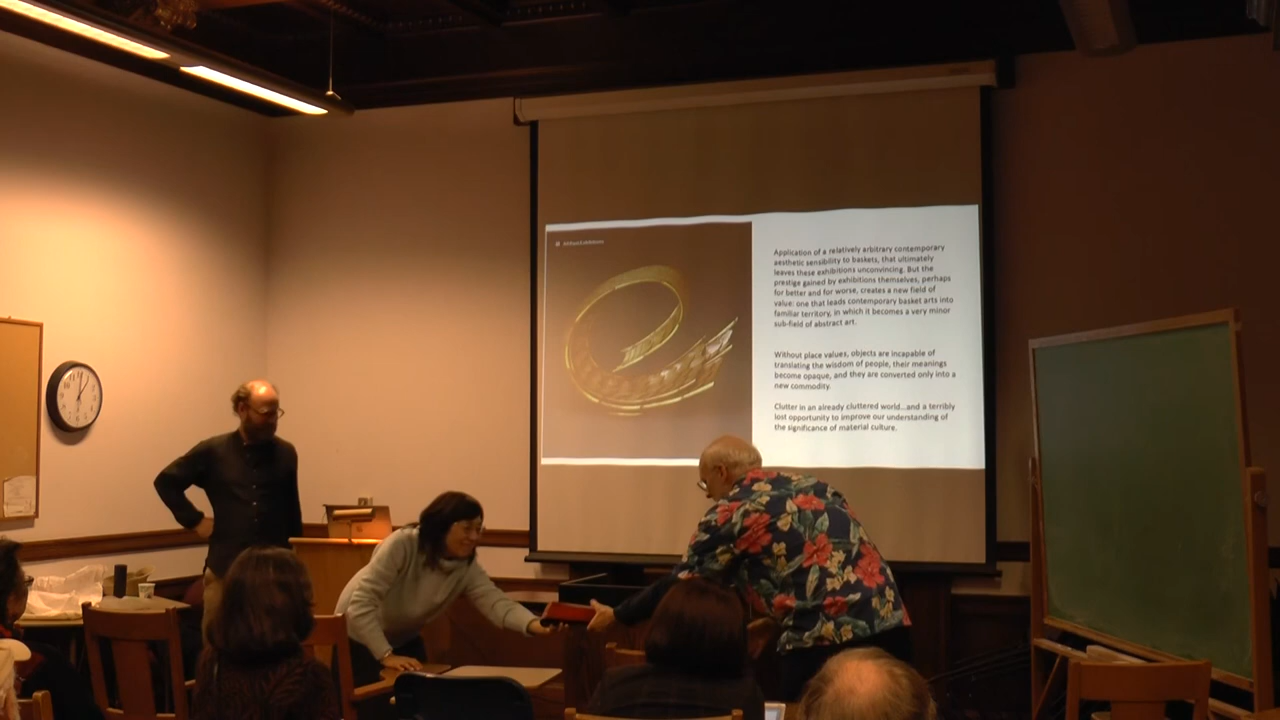 Application of a relatively arbitrary contemporary
aesthetic sensibility to baskets, that ultimately
leaves these exhibitions unconvincing. But the
prestige gained by exhibitions themselves, perhaps
for better and for worse, creates a new field of
value: one that leads contemporary basket arts into
familiar territory, in which it becomes a very minor
sub-field of abstract art.
Without place values, objects are incapable of
translating the wisdom of people, their meanings
become opaque, and they are converted only into a
new commodity.
Clutter in an already cluttered world...and a terribly
lost opportunity to improve our understanding of
the significance of material culture.